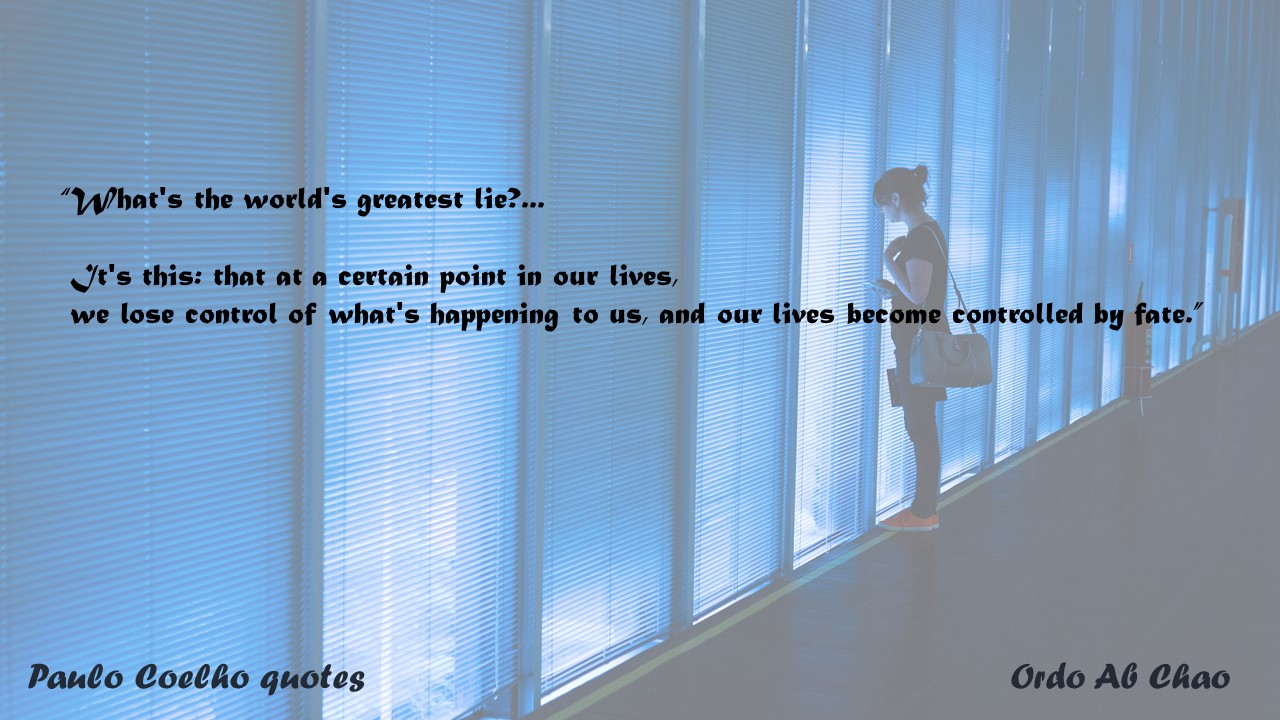 “What's the world's greatest lie?...
It's this: that at a certain point in our lives,
we lose control of what's happening to us, and our lives become controlled by fate.”
Paulo Coelho quotes
Ordo Ab Chao